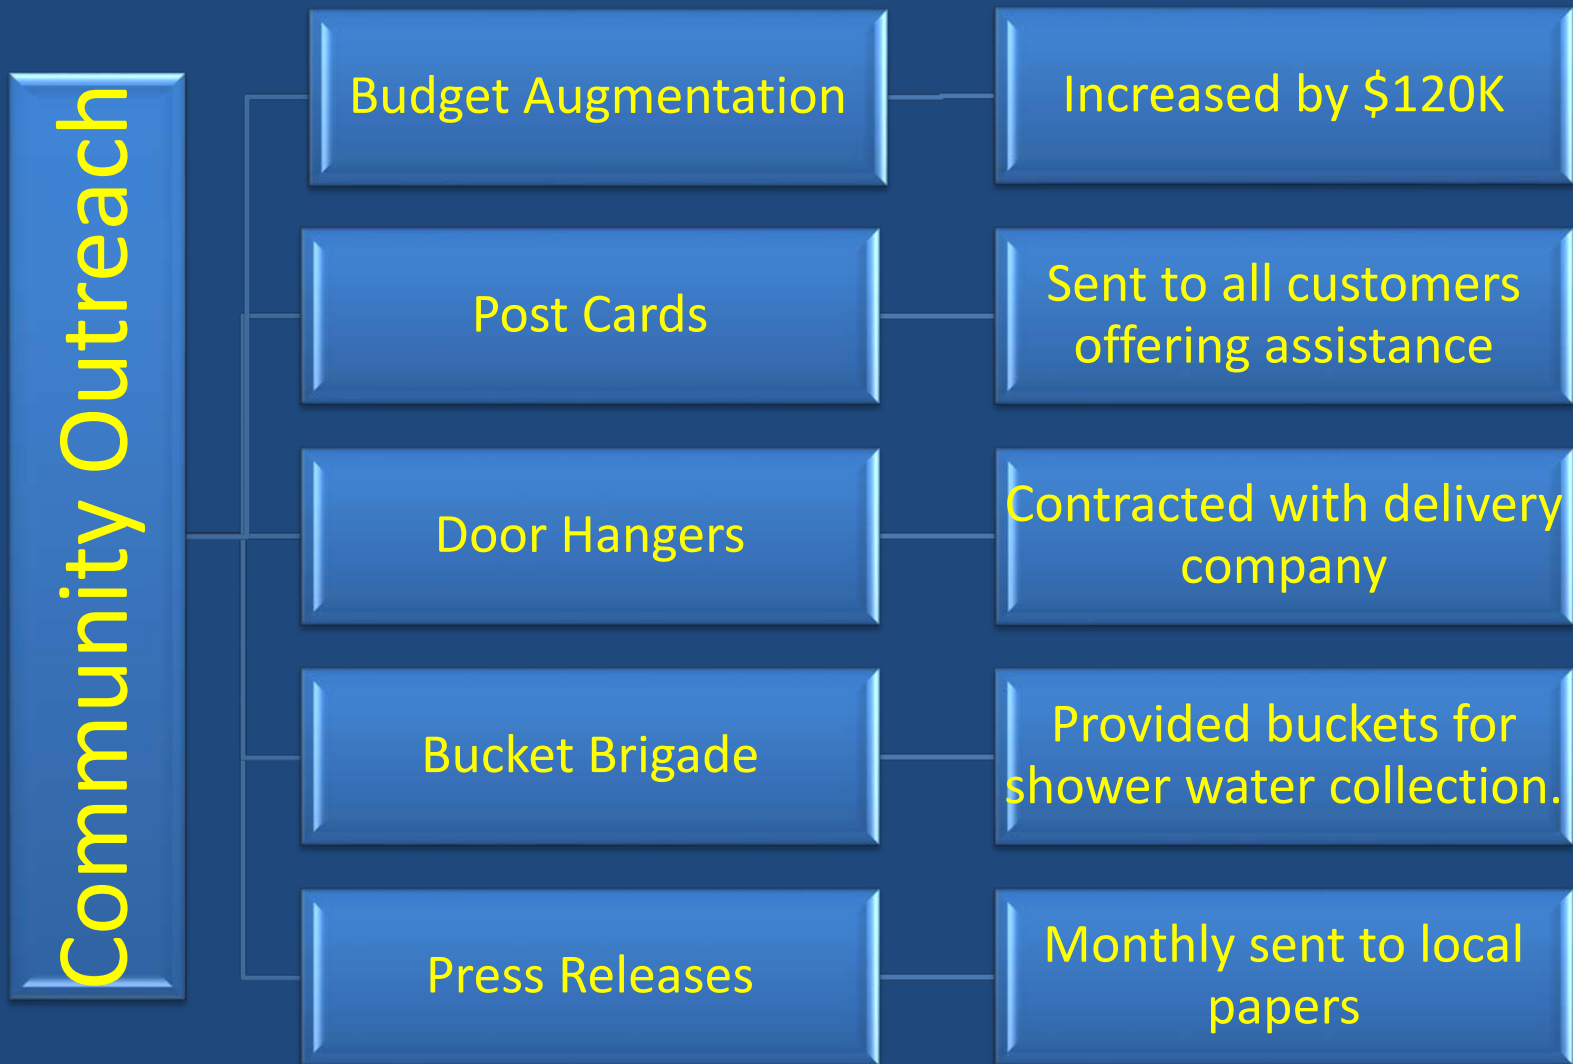 Community Outreach
Budget Augmentation
Increased by $120K
Post Cards
Sent to all customers
offering assistance
Door Hangers
Contracted with delivery
company
Bucket Brigade
Provided buckets for
shower water collection.
Press Releases
Monthly sent to local
papers